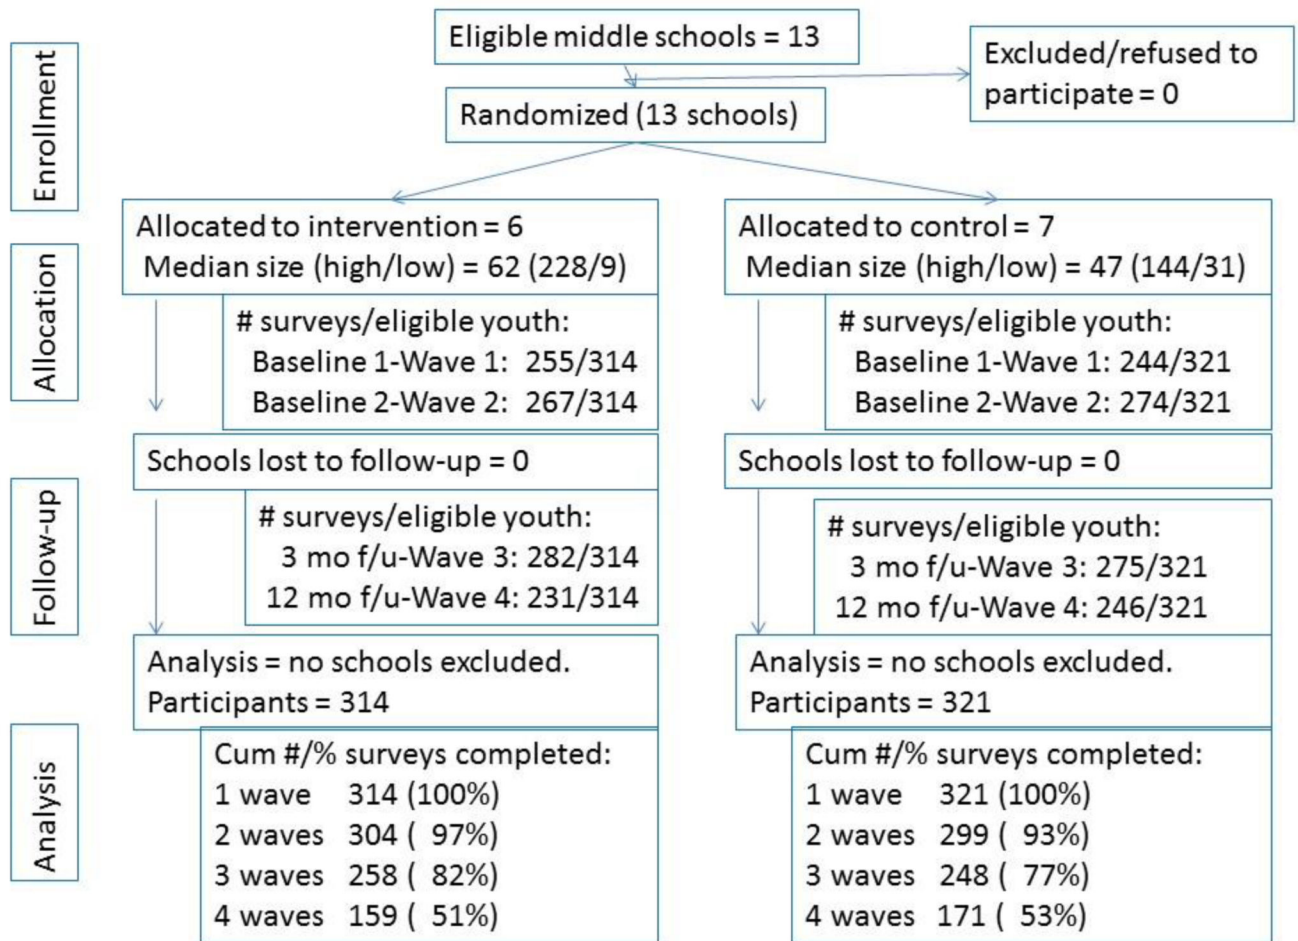 Enrollment
Eligible middle schools = 13
Excluded/refused to
participate = 0
Randomized (13 schools)
Allocation
Allocated to intervention = 6
Median size (high/low) = 62 (228/9)
# surveys/eligible youth:
Baseline 1-Wave 1: 255/314
Baseline 2-Wave 2: 267/314
Allocated to control = 7
Median size (high/low) = 47 (144/31)
# surveys/eligible youth:
Baseline 1-Wave 1: 244/321
Baseline 2-Wave 2: 274/321
Follow-up
Schools lost to follow-up = 0
# surveys/eligible youth:
3 mo f/u-Wave 3: 282/314
12 mo f/u-Wave 4: 231/314
Schools lost to follow-up = 0
# surveys/eligible youth:
3 mo f/u-Wave 3: 275/321
12 mo f/u-Wave 4: 246/321
Analysis
Analysis = no schools excluded.
Participants = 314
Cum #/% surveys completed:
1 wave 314 (100%)
2 waves 304 ( 97%)
3 waves 258 ( 82%)
4 waves 159 ( 51%)
Analysis = no schools excluded.
Participants = 321
Cum #/% surveys completed:
1 wave 321 (100%)
2 waves 299 ( 93%)
3 waves 248 ( 77%)
4 waves 171 ( 53%)